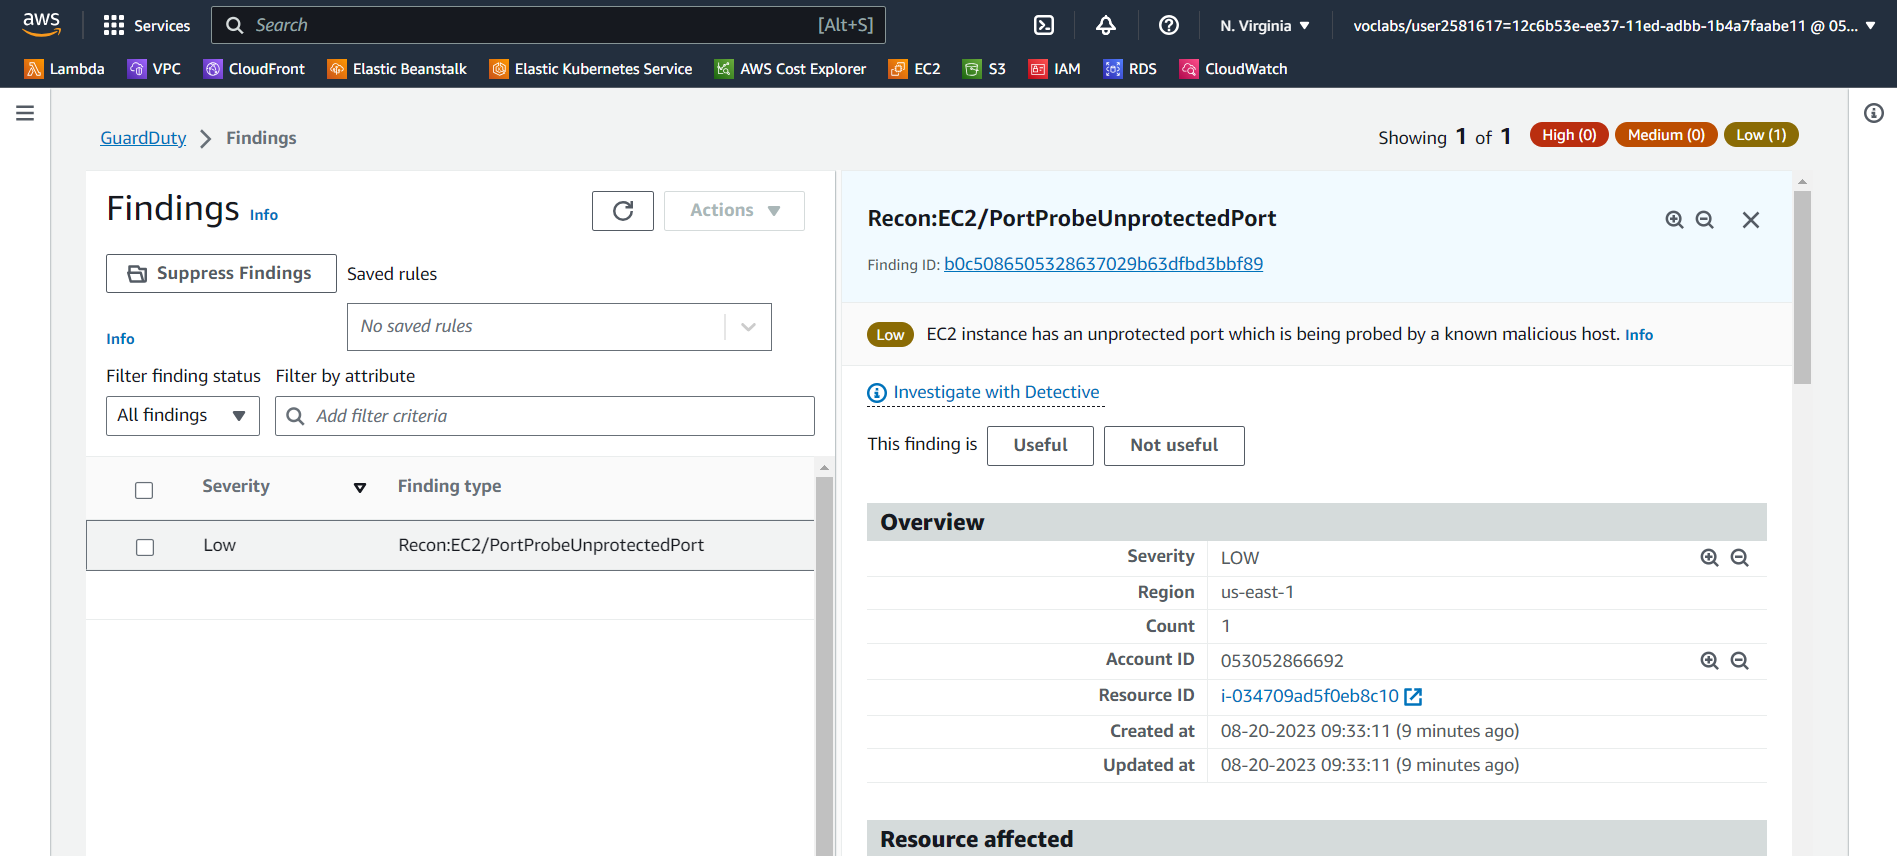 aws
Services
Search
[Alt+S]
N. Virginia
voclabs/user2581617=12c6b53e-ee37-11ed-adbb-1b4a7faabe11 @ 05...
Lambda
VPC
CloudFront
Elastic Beanstalk
Elastic Kubernetes Service
AWS Cost Explorer
EC2
S3
IAM
RDS
CloudWatch
GuardDuty
Findings
Showing 1 of 1
High (0)
Medium (0)
Low (1)
Findings
Info
Actions
Suppress Findings
Saved rules
No saved rules
Info
Filter finding status
Filter by attribute
All findings
Add filter criteria
Severity
Finding type
Low
Recon:EC2/PortProbeUnprotectedPort
Recon:EC2/PortProbeUnprotectedPort
Finding ID: b0c5086505328637029b63dfbd3bbf89
Low
EC2 instance has an unprotected port which is being probed by a known malicious host. Info
Investigate with Detective
This finding is
Useful
Not useful
Overview
Severity LOW
Region us-east-1
Count 1
Account ID 053052866692
Resource ID i-034709ad5f0eb8c10
Created at 08-20-2023 09:33:11 (9 minutes ago)
Updated at 08-20-2023 09:33:11 (9 minutes ago)
Resource affected